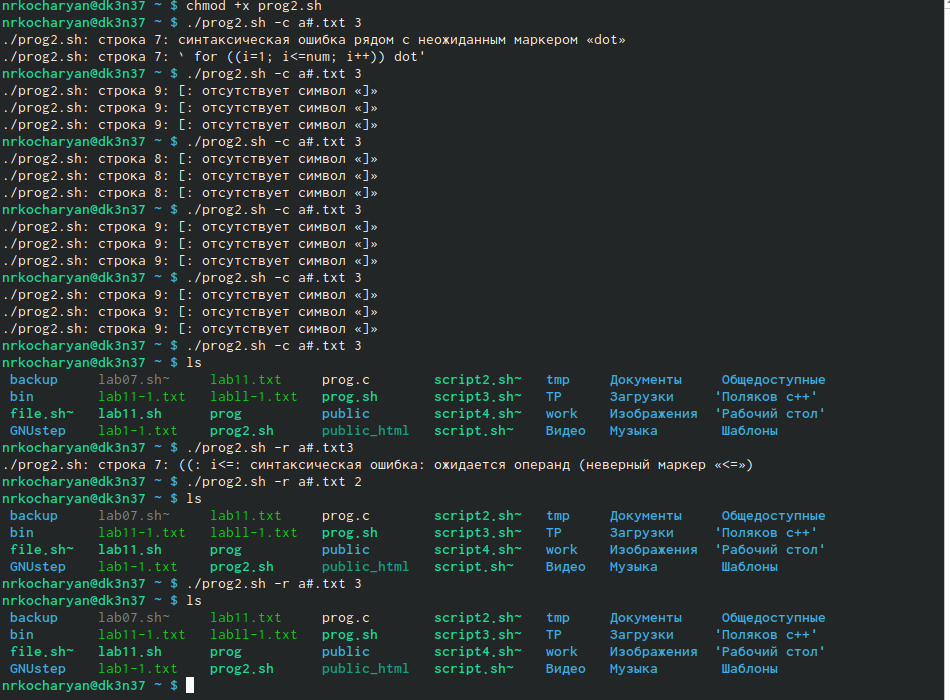 nrkocharyan@dk3n37 ~ $ chmod +x prog2.sh
nrkocharyan@dk3n37 ~ $ ./prog2.sh -c a#.txt 3
./prog2.sh: строка 7: синтаксическая ошибка рядом с неожиданным маркером «dot»
./prog2.sh: строка 7: ` for ((i=1; i<=num; i++)) dot'
nrkocharyan@dk3n37 ~ $ ./prog2.sh -c a#.txt 3
./prog2.sh: строка 9: [: отсутствует символ «]»
./prog2.sh: строка 9: [: отсутствует символ «]»
./prog2.sh: строка 9: [: отсутствует символ «]»
nrkocharyan@dk3n37 ~ $ ./prog2.sh -c a#.txt 3
./prog2.sh: строка 8: [: отсутствует символ «]»
./prog2.sh: строка 8: [: отсутствует символ «]»
./prog2.sh: строка 8: [: отсутствует символ «]»
nrkocharyan@dk3n37 ~ $ ./prog2.sh -c a#.txt 3
./prog2.sh: строка 9: [: отсутствует символ «]»
./prog2.sh: строка 9: [: отсутствует символ «]»
./prog2.sh: строка 9: [: отсутствует символ «]»
nrkocharyan@dk3n37 ~ $ ./prog2.sh -c a#.txt 3
./prog2.sh: строка 9: [: отсутствует символ «]»
./prog2.sh: строка 9: [: отсутствует символ «]»
./prog2.sh: строка 9: [: отсутствует символ «]»
nrkocharyan@dk3n37 ~ $ ./prog2.sh -c a#.txt 3
nrkocharyan@dk3n37 ~ $ ls
backup lab07.sh~ lab11.txt prog.c script2.sh~ tmp Документы Общедоступные
bin lab11-1.txt labll-1.txt prog.sh script3.sh~ TP Загрузки 'Поляков с++'
file.sh~ lab11.sh prog public script4.sh~ work Изображения 'Рабочий стол'
GNUstep lab1-1.txt prog2.sh public_html script.sh~ Видео Музыка Шаблоны
nrkocharyan@dk3n37 ~ $ ./prog2.sh -r a#.txt3
./prog2.sh: строка 7: ((: i<=: синтаксическая ошибка: ожидается операнд (неверный маркер «<=»)
nrkocharyan@dk3n37 ~ $ ./prog2.sh -r a#.txt 2
nrkocharyan@dk3n37 ~ $ ls
backup lab07.sh~ lab11.txt prog.c script2.sh~ tmp Документы Общедоступные
bin lab11-1.txt labll-1.txt prog.sh script3.sh~ TP Загрузки 'Поляков с++'
file.sh~ lab11.sh prog public script4.sh~ work Изображения 'Рабочий стол'
GNUstep lab1-1.txt prog2.sh public_html script.sh~ Видео Музыка Шаблоны
nrkocharyan@dk3n37 ~ $ ./prog2.sh -r a#.txt 3
nrkocharyan@dk3n37 ~ $ ls
backup lab07.sh~ lab11.txt prog.c script2.sh~ tmp Документы Общедоступные
bin lab11-1.txt labll-1.txt prog.sh script3.sh~ TP Загрузки 'Поляков с++'
file.sh~ lab11.sh prog public script4.sh~ work Изображения 'Рабочий стол'
GNUstep lab1-1.txt prog2.sh public_html script.sh~ Видео Музыка Шаблоны
nrkocharyan@dk3n37 ~ $